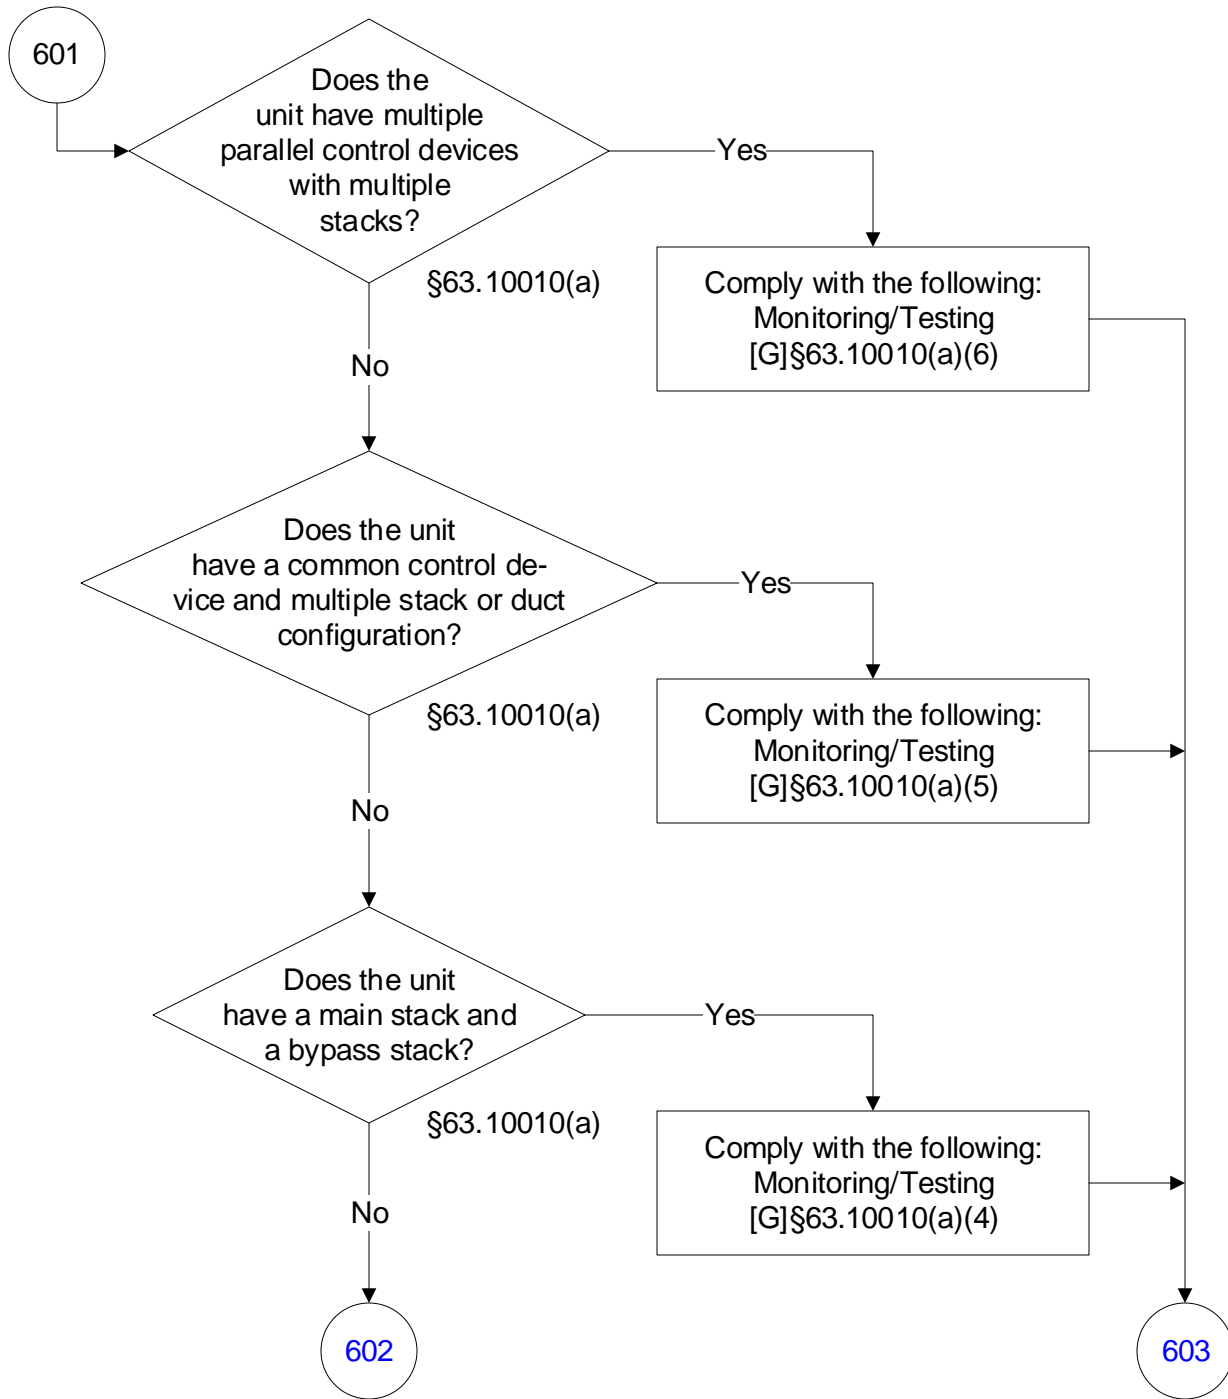 601
Does the
unit have multiple
parallel control devices
with multiple
stacks?
Yes
§63.10010(a)
Comply with the following:
Monitoring/Testing
[G]§63.10010(a)(6)
No
Does the unit
have a common control de-
vice and multiple stack or duct
configuration?
Yes
§63.10010(a)
Comply with the following:
Monitoring/Testing
[G]§63.10010(a)(5)
No
Does the unit
have a main stack and
a bypass stack?
Yes
§63.10010(a)
Comply with the following:
Monitoring/Testing
[G]§63.10010(a)(4)
No
602
603